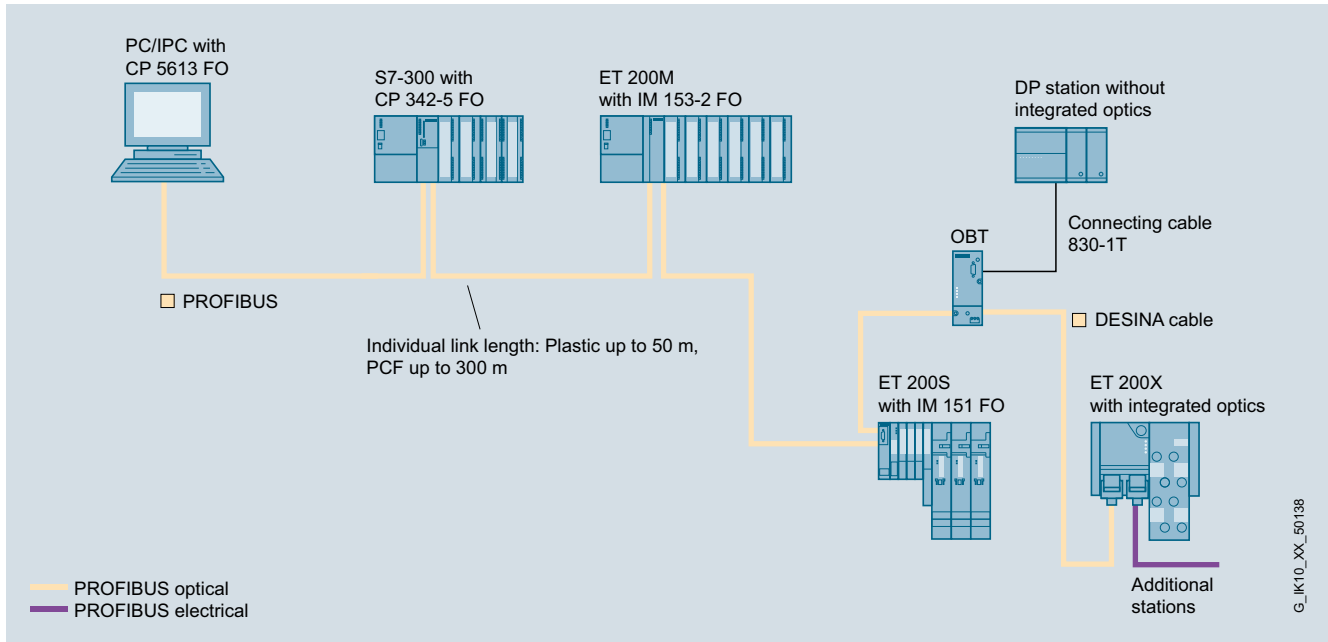 PC/IPC with
CP 5613 FO
S7-300 with
CP 342-5 FO
ET 200M
with IM 153-2 FO
DP station without
integrated optics
Connecting cable
830-1T
OBT
PROFIBUS
DESINA cable
Individual link length: Plastic up to 50 m,
PCF up to 300 m
ET 200S
with IM 151 FO
ET 200X
with integrated optics
PROFIBUS optical
PROFIBUS electrical
Additional
stations
G_IK10_XX_50138